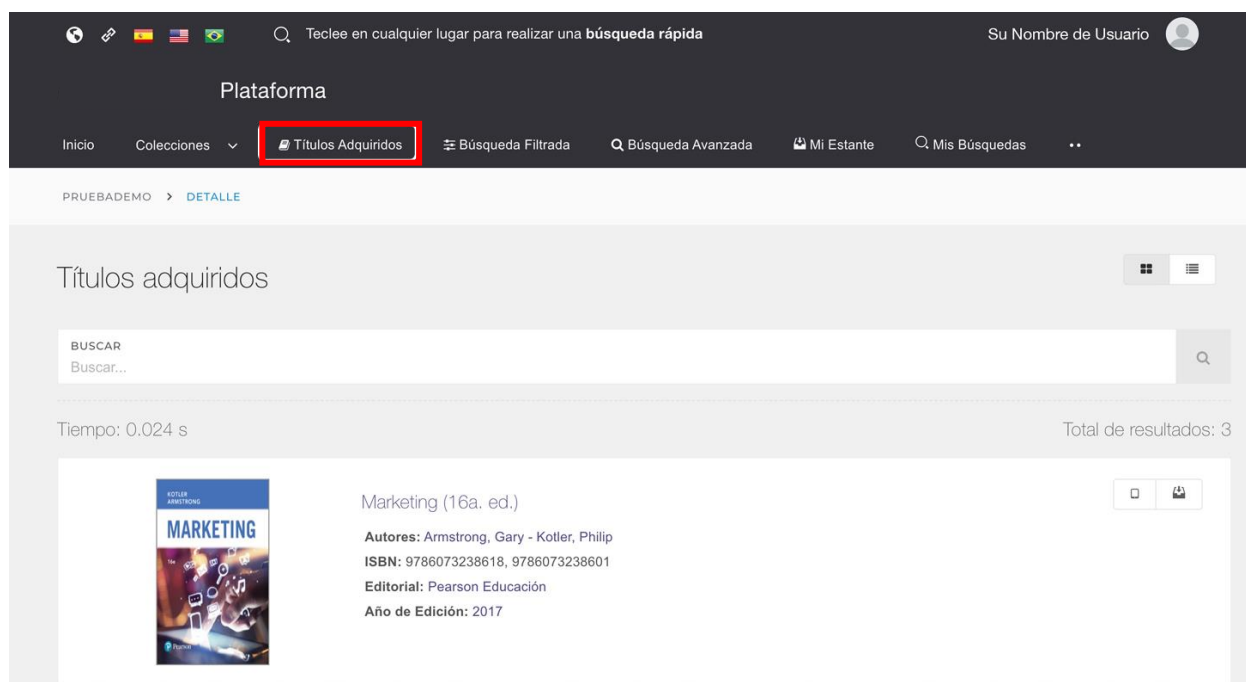 Teclee en cualquier lugar para realizar una búsqueda rápida
Su Nombre de Usuario
Plataforma
Inicio
Colecciones
Títulos Adquiridos
Búsqueda Filtrada
Búsqueda Avanzada
Mi Estante
Mis Búsquedas
PRUEBADEMO > DETALLE
Títulos adquiridos
BUSCAR
Buscar...
Tiempo: 0.024 s
Total de resultados: 3
KOTLER
ARMSTRONG
MARKETING
Pearson
Marketing (16a. ed.)
Autores: Armstrong, Gary - Kotler, Philip
ISBN: 9786073238618, 9786073238601
Editorial: Pearson Educación
Año de Edición: 2017